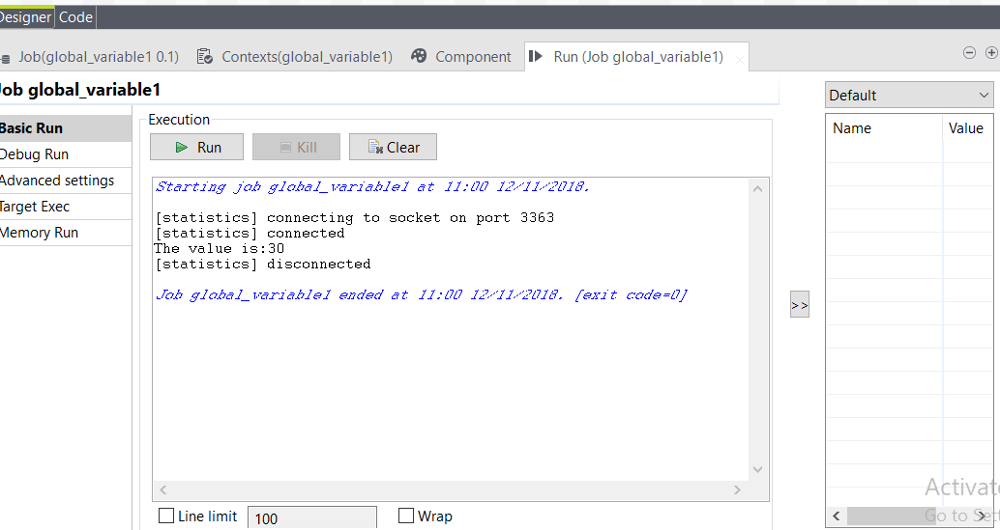 Designer Code
Job(global_variable1 0.1) Contexts(global_variable1) Component Run (Job global_variable1)
Job global_variable1
Default
Name Value
Basic Run
Debug Run
Advanced settings
Target Exec
Memory Run
Execution
Run Kill Clear
Starting job global_variable1 at 11:00 12/11/2018.
[statistics] connecting to socket on port 3363
[statistics] connected
The value is:30
[statistics] disconnected
Job global_variable1 ended at 11:00 12/11/2018. [exit code=0]
>>
Line limit 100 Wrap
Activat
Go to Sett